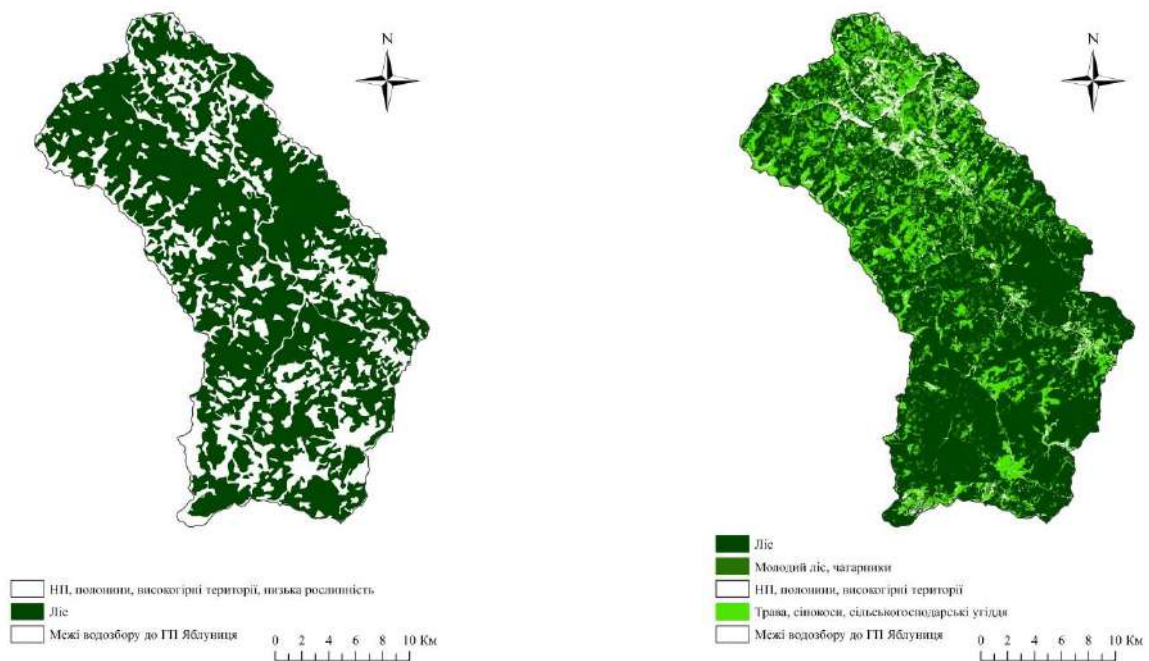 N
НП, полонини, високогірні території, низька рослинність
Ліс
Межі водозбору до ГП Яблуниця
0 2 4 6 8 10 Км
N
Ліс
Молодий ліс, чагарники
НП, полонини, високогірні території
Трава, сінокоси, сільськогосподарські угіддя
Межі водозбору до ГП Яблуниця
0 2 4 6 8 10 Км